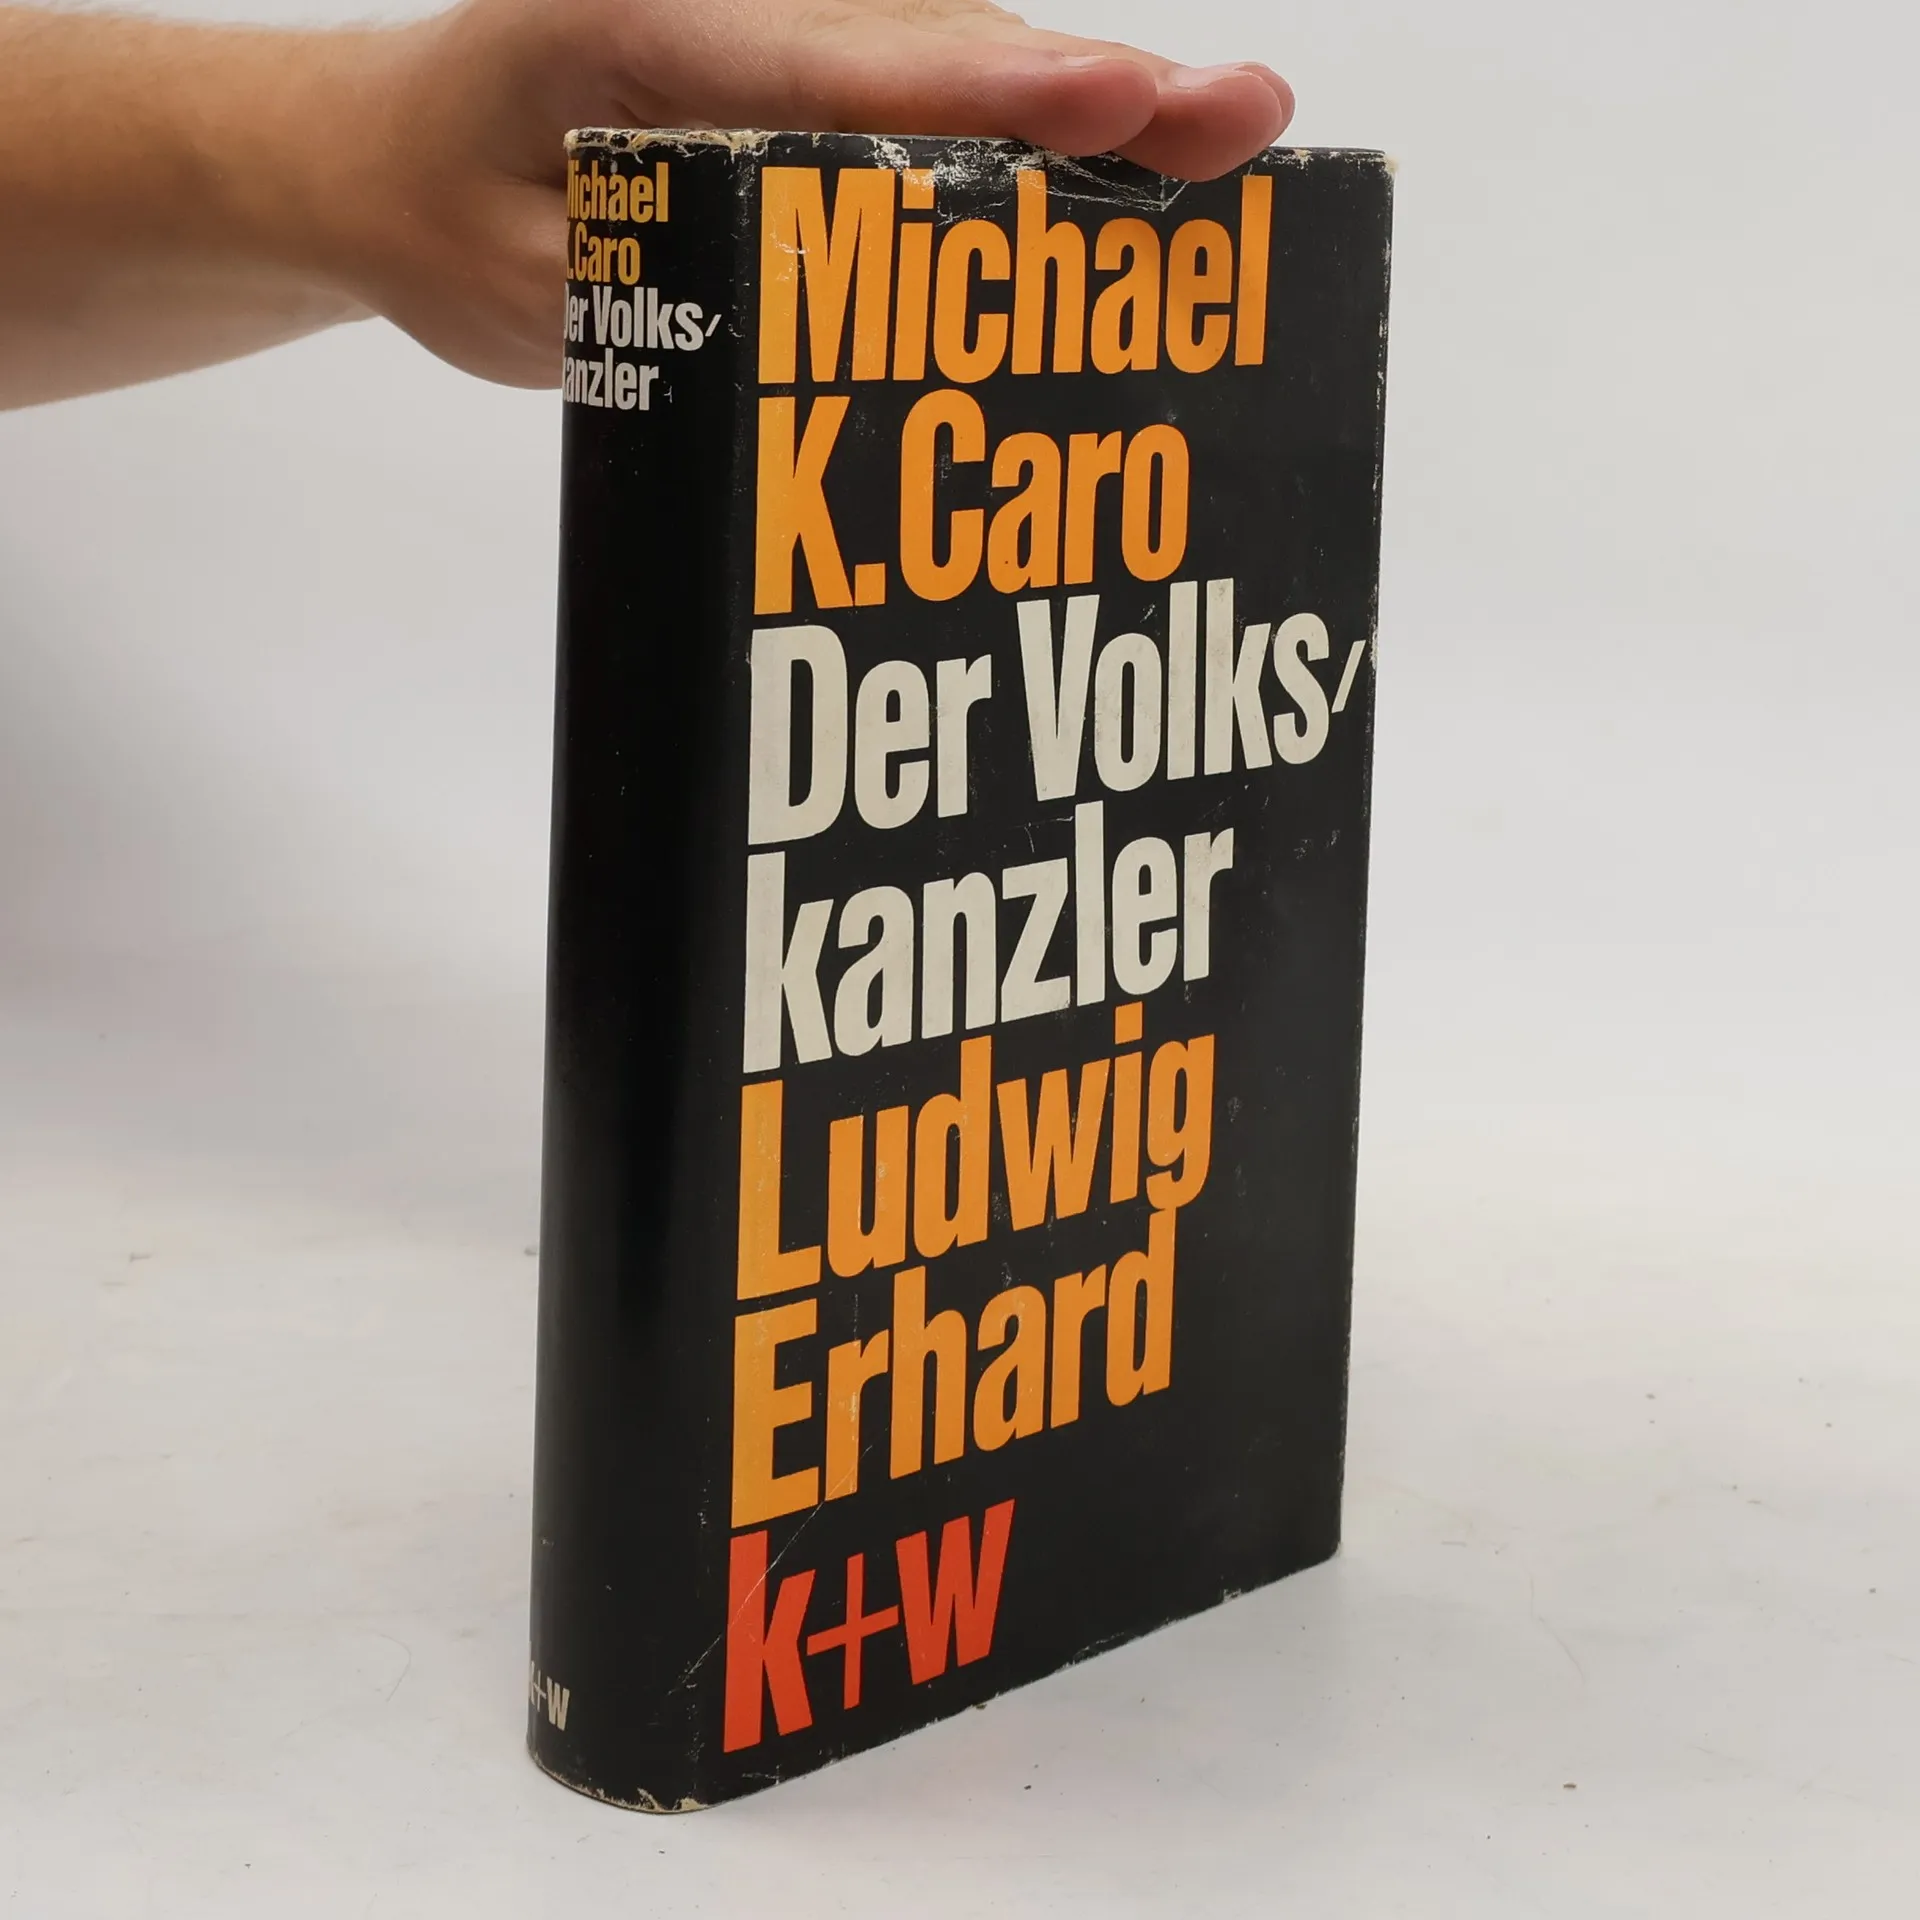 Michael
K. Caro
Der Volks/
kanzler
k+w
Michael
K. Caro
Der Volks/
kanzler
Ludwig
Erhard
k+w